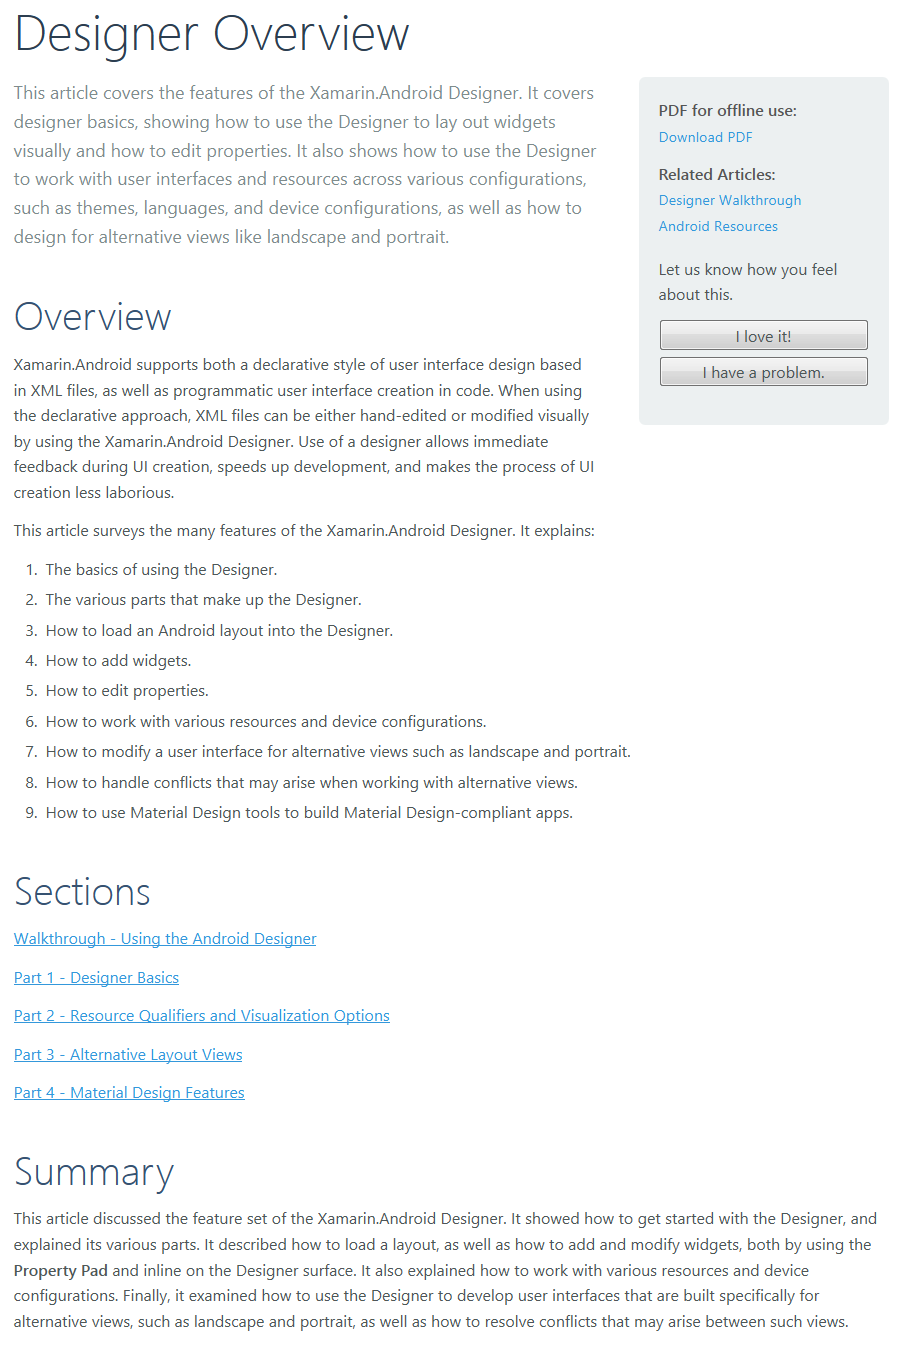 Designer Overview
This article covers the features of the Xamarin.Android Designer. It covers
designer basics, showing how to use the Designer to lay out widgets
visually and how to edit properties. It also shows how to use the Designer
to work with user interfaces and resources across various configurations,
such as themes, languages, and device configurations, as well as how to
design for alternative views like landscape and portrait.
PDF for offline use:
Download PDF
Related Articles:
Designer Walkthrough
Android Resources
Let us know how you feel
about this.
I love it!
I have a problem.
Overview
Xamarin.Android supports both a declarative style of user interface design based
in XML files, as well as programmatic user interface creation in code. When using
the declarative approach, XML files can be either hand-edited or modified visually
by using the Xamarin.Android Designer. Use of a designer allows immediate
feedback during UI creation, speeds up development, and makes the process of UI
creation less laborious.
This article surveys the many features of the Xamarin.Android Designer. It explains:
1. The basics of using the Designer.
2. The various parts that make up the Designer.
3. How to load an Android layout into the Designer.
4. How to add widgets.
5. How to edit properties.
6. How to work with various resources and device configurations.
7. How to modify a user interface for alternative views such as landscape and portrait.
8. How to handle conflicts that may arise when working with alternative views.
9. How to use Material Design tools to build Material Design-compliant apps.
Sections
Walkthrough - Using the Android Designer
Part 1 - Designer Basics
Part 2 - Resource Qualifiers and Visualization Options
Part 3 - Alternative Layout Views
Part 4 - Material Design Features
Summary
This article discussed the feature set of the Xamarin.Android Designer. It showed how to get started with the Designer, and
explained its various parts. It described how to load a layout, as well as how to add and modify widgets, both by using the
Property Pad and inline on the Designer surface. It also explained how to work with various resources and device
configurations. Finally, it examined how to use the Designer to develop user interfaces that are built specifically for
alternative views, such as landscape and portrait, as well as how to resolve conflicts that may arise between such views.